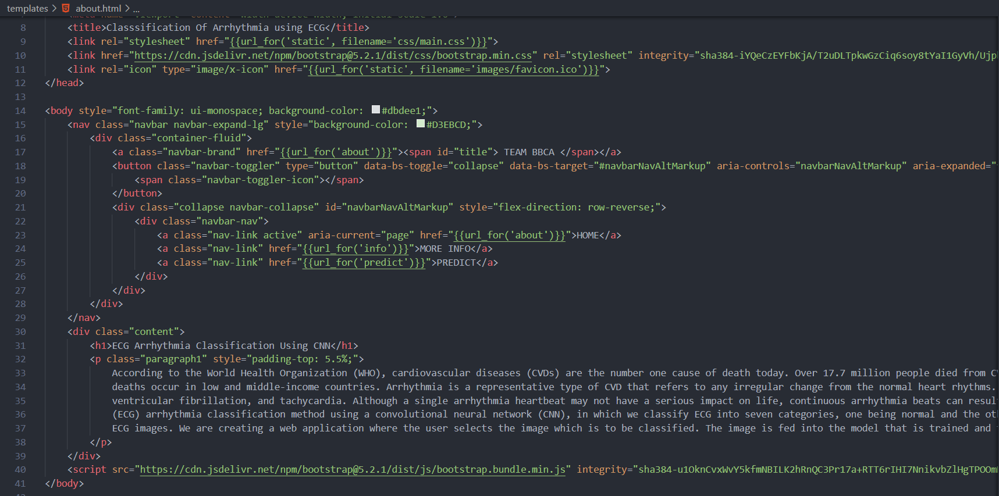 templates > about.html > ...
8 <title>Classsification Of Arrhythmia using ECG</title>
9 <link rel="stylesheet" href="{{url_for('static', filename='css/main.css')}}">
10 <link href="https://cdn.jsdelivr.net/npm/bootstrap@5.2.1/dist/css/bootstrap.min.css" rel="stylesheet" integrity="sha384-iYQeCzEYFbKjA/T2uDLTpkwGzCiq6soy8tYaI1GyVh/Ujp
11 <link rel="icon" type="image/x-icon" href="{{url_for('static', filename='images/favicon.ico')}}">
12 </head>
13
14 <body style="font-family: ui-monospace; background-color: #dbdee1;">
15 <nav class="navbar navbar-expand-lg" style="background-color: #D3EBCD;">
16 <div class="container-fluid">
17 <a class="navbar-brand" href="{{url_for('about')}}"><span id="title"> TEAM BBCA </span></a>
18 <button class="navbar-toggler" type="button" data-bs-toggle="collapse" data-bs-target="#navbarNavAltMarkup" aria-controls="navbarNavAltMarkup" aria-expanded="
19 <span class="navbar-toggler-icon"></span>
20 </button>
21 <div class="collapse navbar-collapse" id="navbarNavAltMarkup" style="flex-direction: row-reverse;">
22 <div class="navbar-nav">
23 <a class="nav-link active" aria-current="page" href="{{url_for('about')}}">HOME</a>
24 <a class="nav-link" href="{{url_for('info')}}">MORE INFO</a>
25 <a class="nav-link" href="{{url_for('predict')}}">PREDICT</a>
26 </div>
27 </div>
28 </div>
29 </nav>
30 <div class="content">
31 <h1>ECG Arrhythmia Classification Using CNN</h1>
32 <p class="paragraph1" style="padding-top: 5.5%;">
33 According to the World Health Organization (WHO), cardiovascular diseases (CVDs) are the number one cause of death today. Over 17.7 million people died from
34 deaths occur in low and middle-income countries. Arrhythmia is a representative type of CVD that refers to any irregular change from the normal heart rhythms.
35 ventricular fibrillation, and tachycardia. Although a single arrhythmia heartbeat may not have a serious impact on life, continuous arrhythmia beats can resul
36 (ECG) arrhythmia classification method using a convolutional neural network (CNN), in which we classify ECG into seven categories, one being normal and the ot
37 ECG images. We are creating a web application where the user selects the image which is to be classified. The image is fed into the model that is trained and
38 </p>
39 </div>
40 <script src="https://cdn.jsdelivr.net/npm/bootstrap@5.2.1/dist/js/bootstrap.bundle.min.js" integrity="sha384-u1OknCvxWvY5kfmNBILK2hRnQC3Pr17a+RTT6rIHI7NnikvbZlHgTPOOm
41 </body>